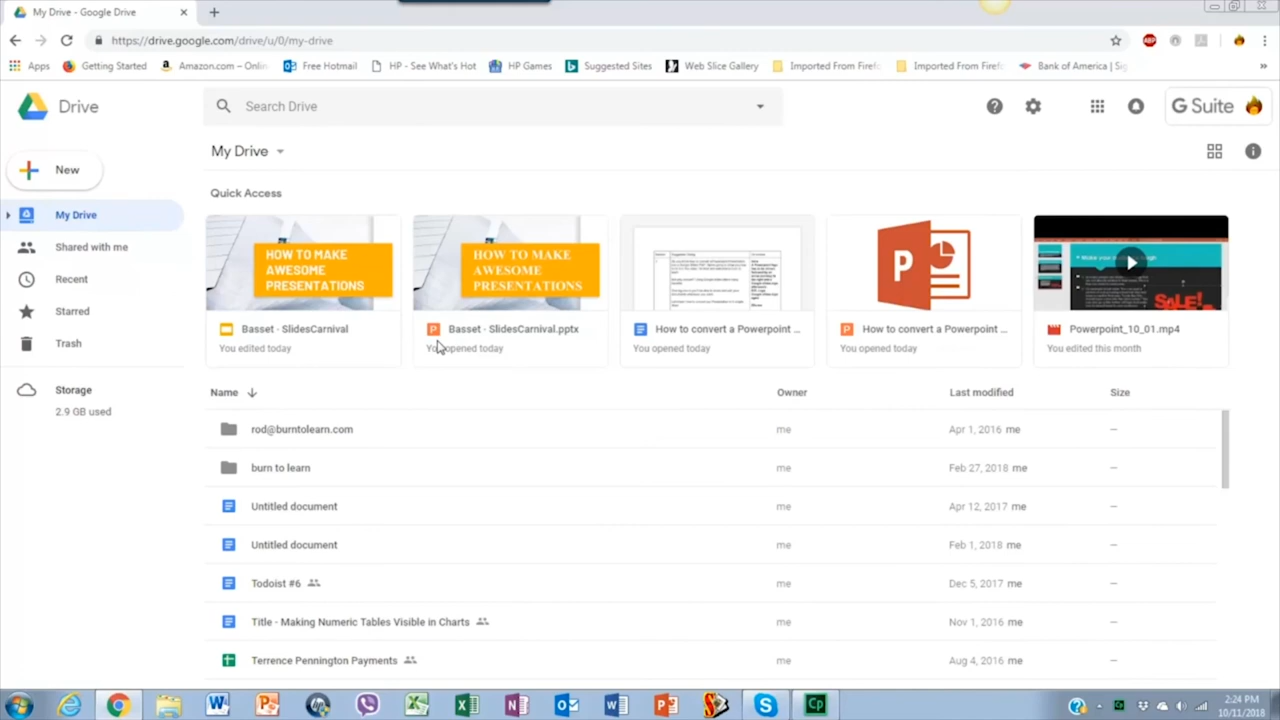 My Drive - Google Drive
https://drive.google.com/drive/u/0/my-drive
ABP
Apps
Getting Started
Amazon.com – Onlin
Free Hotmail
HP - See What's Hot
HP Games
Suggested Sites
Web Slice Gallery
Imported From Firefo
Imported From Firefo
Bank of America | Sig
Drive
Search Drive
G Suite
New
My Drive
Quick Access
My Drive
Shared with me
Recent
Starred
Trash
Storage
2.9 GB used
HOW TO MAKE
AWESOME
PRESENTATIONS
Basset · SlidesCarnival
You edited today
HOW TO MAKE
AWESOME
PRESENTATIONS
Basset · SlidesCarnival.pptx
You opened today
How to convert a Powerpoint ...
You opened today
P
How to convert a Powerpoint ...
You opened today
SALE!
Powerpoint_10_01.mp4
You edited this month
Name
Owner
Last modified
Size
rod@burntolearn.com
me
Apr 1, 2016 me
–
burn to learn
me
Feb 27, 2018 me
–
Untitled document
me
Apr 12, 2017 me
–
Untitled document
me
Feb 1, 2018 me
–
Todoist #6
me
Dec 5, 2017 me
–
Title - Making Numeric Tables Visible in Charts
me
Nov 1, 2016 me
–
Terrence Pennington Payments
me
Aug 4, 2016 me
–
Cp
2:24 PM
10/11/2018